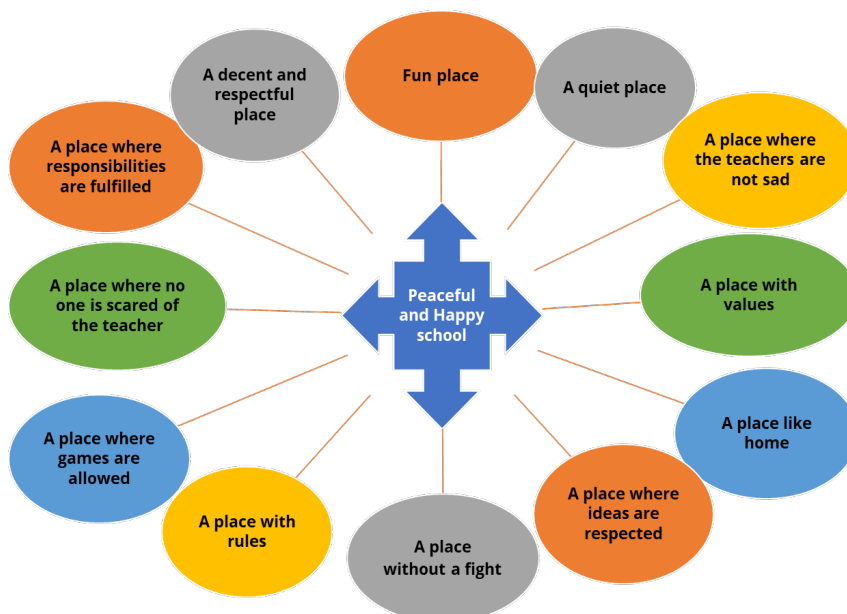 Fun place
A decent and
respectful
place
A quiet place
A place where
the teachers are
not sad
A place where
responsibilities
are fulfilled
A place where no
one is scared of
the teacher
Peaceful
and Happy
school
A place with
values
A place like
home
A place where
games are
allowed
A place with
rules
A place
without a fight
A place where
ideas are
respected